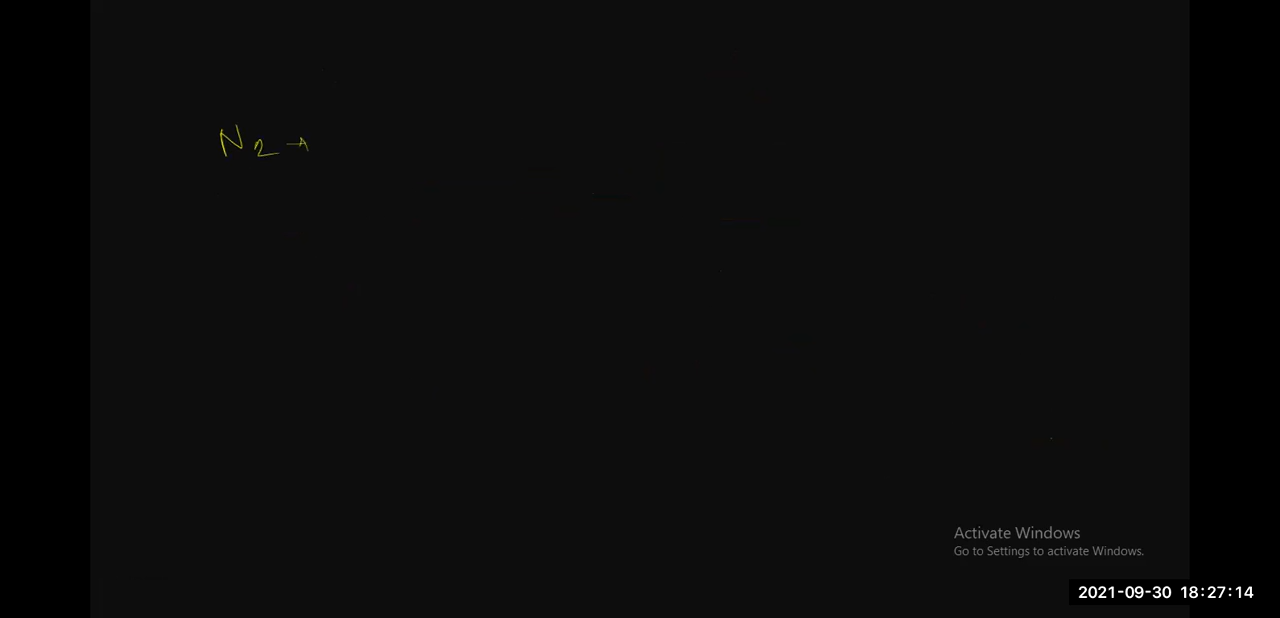 N2 →
Activate Windows
Go to Settings to activate Windows.
2021-09-30 18:27:14